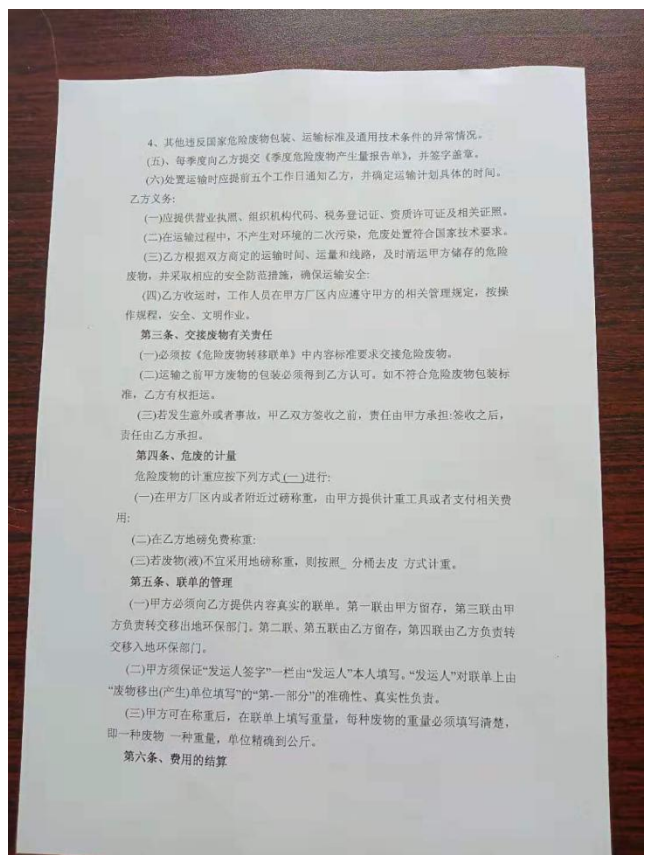 4、其他违反国家危险废物包装、运输标准及通用技术条件的异常情况。
(五)、每季度向乙方提交《季度危险废物产生量报告单》，并签字盖章。
(六)处置运输时应提前五个工作日通知乙方，并确定运输计划具体的时间。
乙方义务:
(一)应提供营业执照、组织机构代码、税务登记证、资质许可证及相关证照。
(二)在运输过程中，不产生对环境的二次污染，危废处置符合国家技术要求。
(三)乙方根据双方商定的运输时间、运量和线路，及时清运甲方储存的危险
废物，并采取相应的安全防范措施，确保运输安全:
(四)乙方收运时，工作人员在甲方厂区内应遵守甲方的相关管理规定，按操
作规程，安全、文明作业。
第三条、交接废物有关责任
(一)必须按《危险废物转移联单》中内容标准要求交接危险废物。
(二)运输之前甲方废物的包装必须得到乙方认可。如不符合危险废物包装标
准，乙方有权拒运。
(三)若发生意外或者事故，甲乙双方签收之前，责任由甲方承担:签收之后，
责任由乙方承担。
第四条、危废的计量
危险废物的计重应按下列方式(一)进行:
(一)在甲方厂区内或者附近过磅称重，由甲方提供计重工具或者支付相关费
用:
(二)在乙方地磅免费称重:
(三)若废物(液)不宜采用地磅称重，则按照_ 分桶去皮 方式计重。
第五条、联单的管理
(一)甲方必须向乙方提供内容真实的联单。第一联由甲方留存，第三联由甲
方负责转交移出地环保部门。第二联、第五联由乙方留存，第四联由乙方负责转
交移入地环保部门。
(二)甲方须保证“发运人签字”一栏由“发运人”本人填写。“发运人”对联单上由
“废物移出(产生)单位填写”的“第-一部分”的准确性、真实性负责。
(三)甲方可在称重后，在联单上填写重量，每种废物的重量必须填写清楚，
即一种废物 一种重量，单位精确到公斤。
第六条、费用的结算